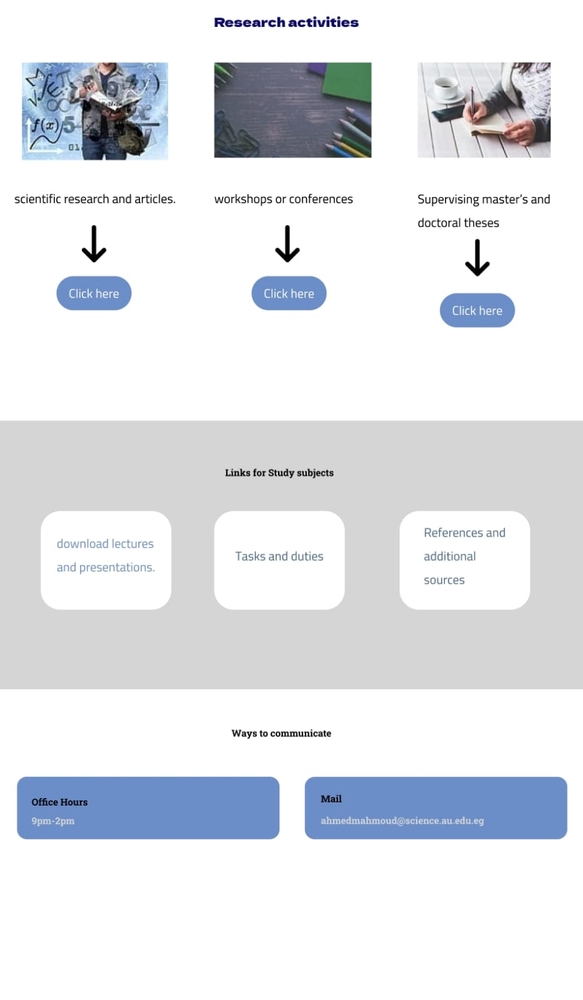 Research activities
f(x)
scientific research and articles.
workshops or conferences
Supervising master's and
doctoral theses
Click here
Click here
Click here
Links for Study subjects
download lectures
and presentations.
Tasks and duties
References and
additional
sources
Ways to communicate
Office Hours
9pm-2pm
Mail
ahmedmahmoud@science.au.edu.eg